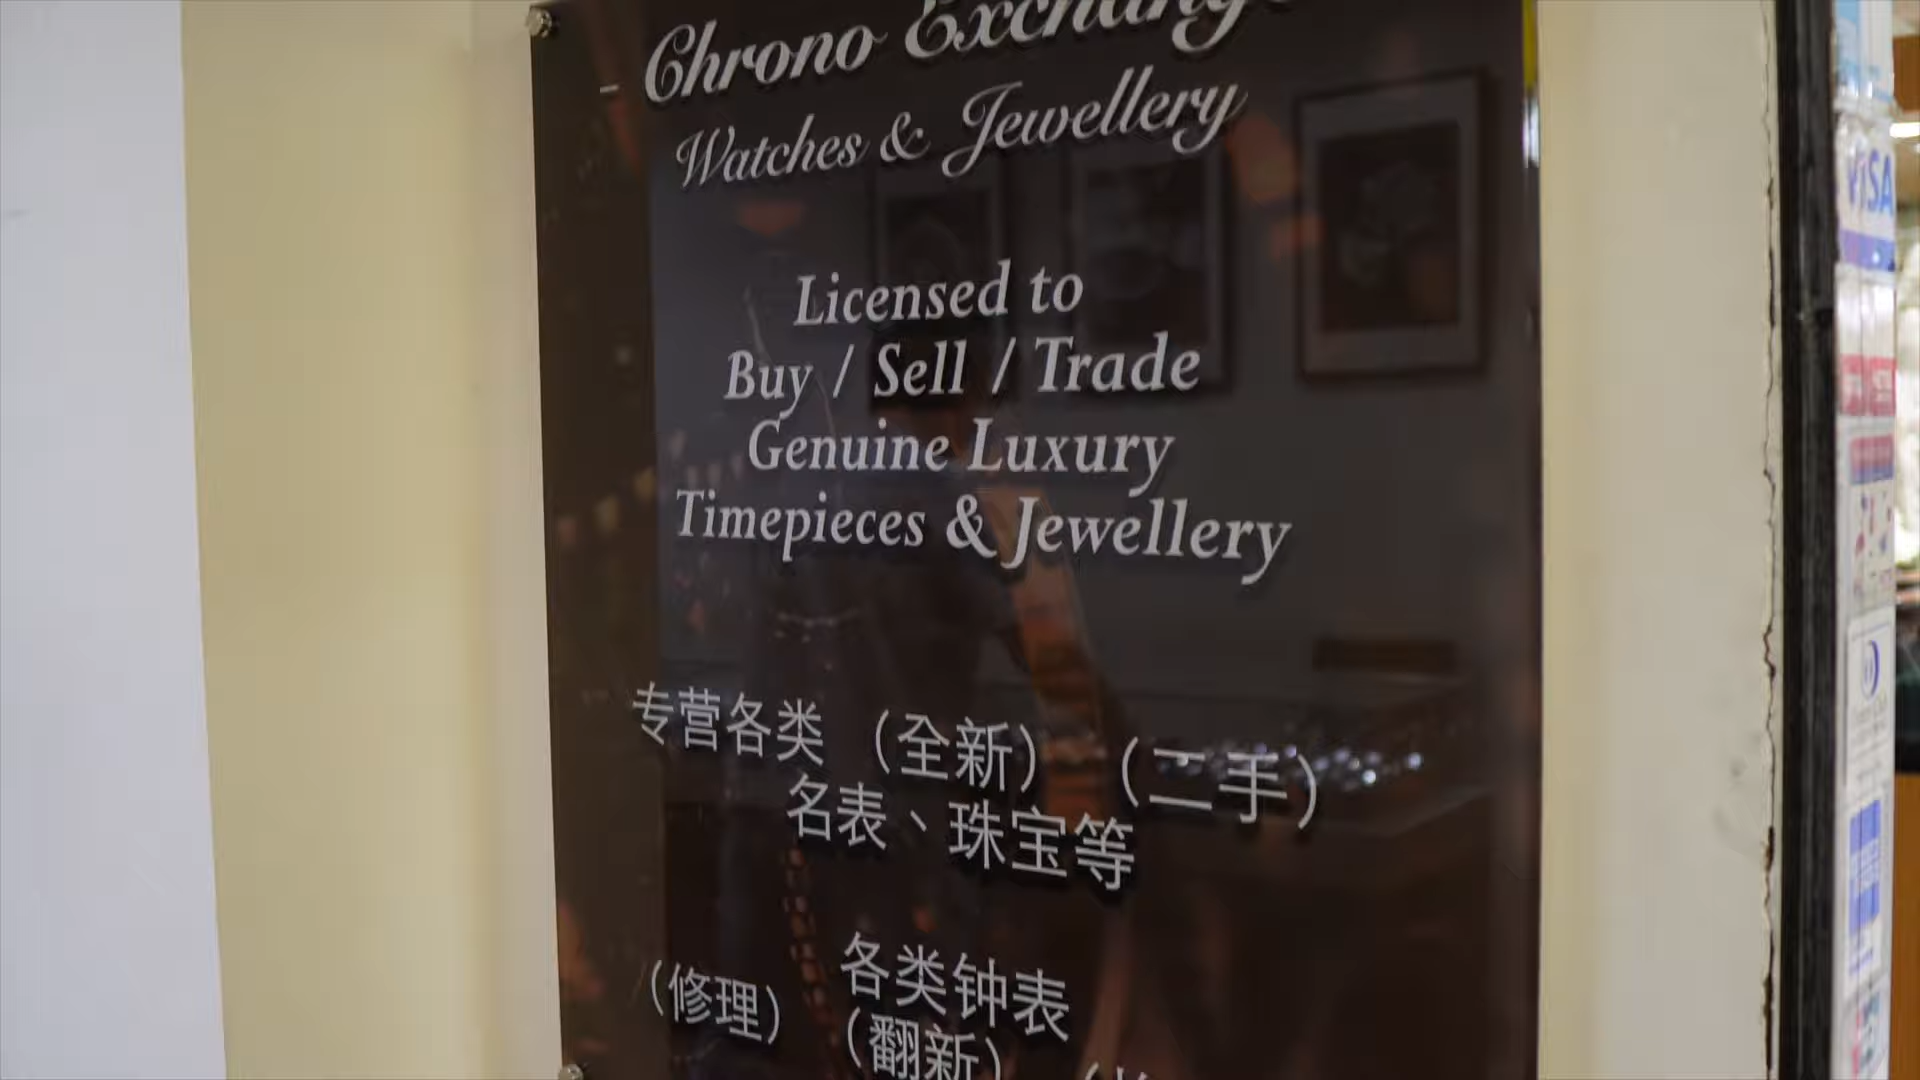 Chrono Exchange
Watches & Jewellery
Licensed to
Buy / Sell / Trade
Genuine Luxury
Timepieces & Jewellery
专营各类 （全新） （二手）
名表、珠宝等
各类钟表
（修理）
（翻新）
VISA